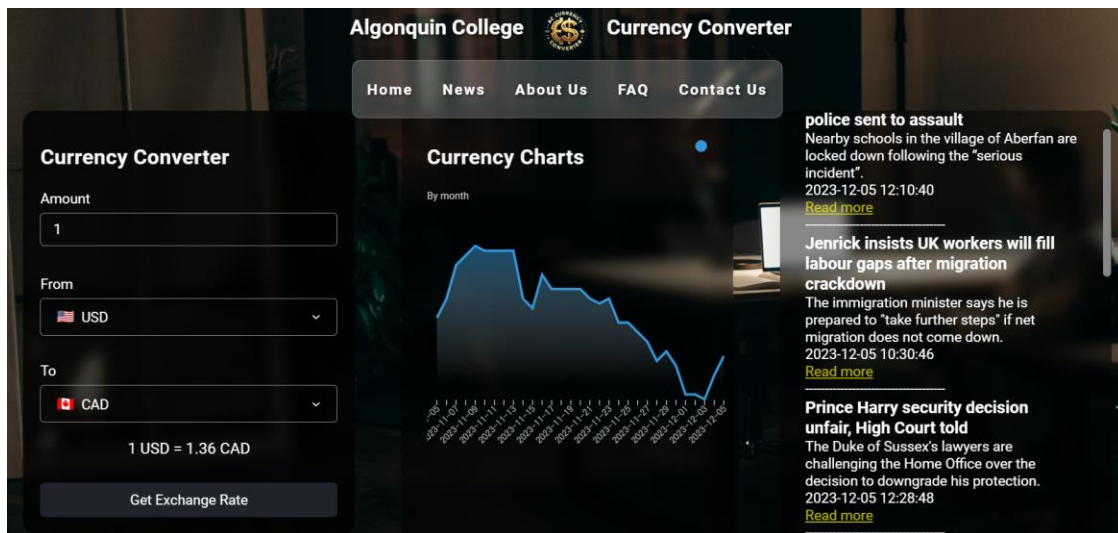 Algonquin College
AC CURRENCY
CONVERTER
Currency Converter
Home News About Us FAQ Contact Us
Currency Converter
Amount
1
From
USD
To
CAD
1 USD = 1.36 CAD
Get Exchange Rate
Currency Charts
By month
2023-11-07
2023-11-09
2023-11-11
2023-11-13
2023-11-15
2023-11-17
2023-11-19
2023-11-21
2023-11-23
2023-11-25
2023-11-27
2023-11-29
2023-12-01
2023-12-03
2023-12-05
police sent to assault
Nearby schools in the village of Aberfan are
locked down following the “serious
incident”.
2023-12-05 12:10:40
Read more
Jenrick insists UK workers will fill
labour gaps after migration
crackdown
The immigration minister says he is
prepared to "take further steps" if net
migration does not come down.
2023-12-05 10:30:46
Read more
Prince Harry security decision
unfair, High Court told
The Duke of Sussex's lawyers are
challenging the Home Office over the
decision to downgrade his protection.
2023-12-05 12:28:48
Read more